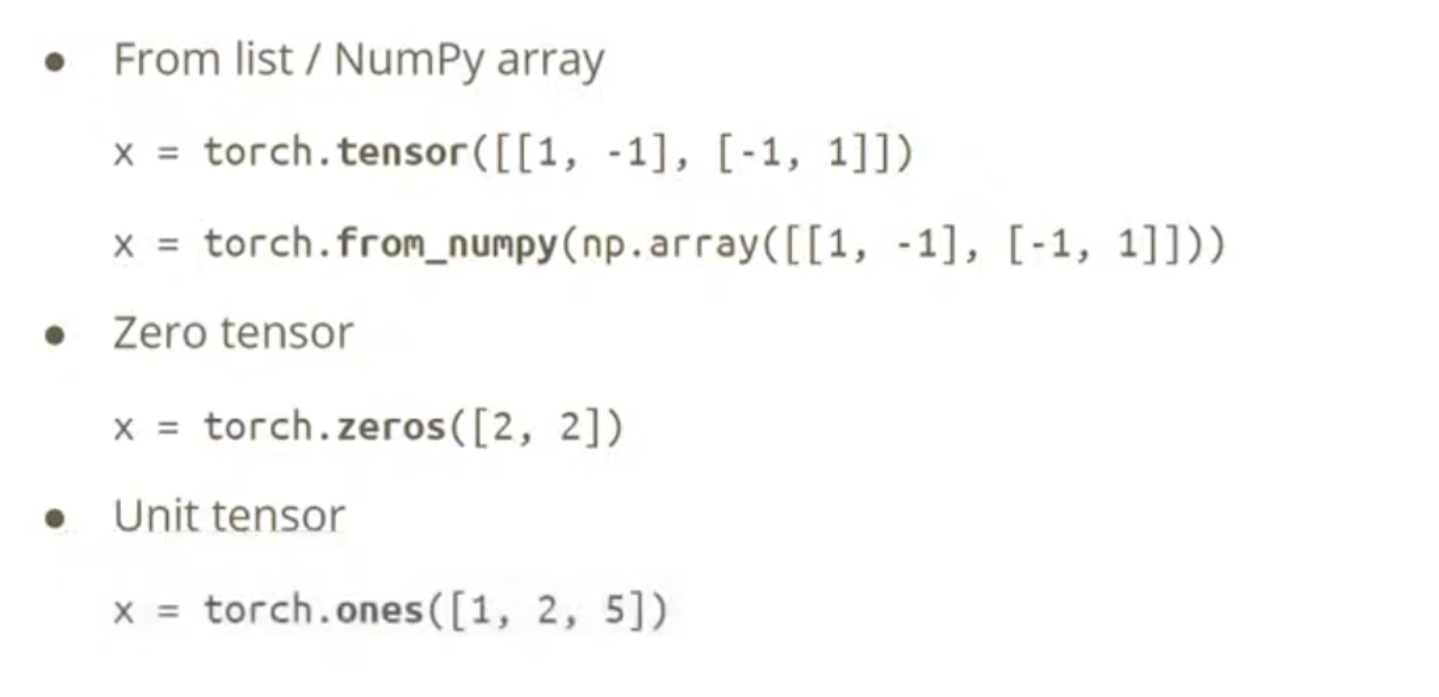 ● From list / NumPy array
x = torch.tensor([[1, -1], [-1, 1]])
x = torch.from_numpy(np.array([[1, -1], [-1, 1]]))
● Zero tensor
x = torch.zeros([2, 2])
● Unit tensor
x = torch.ones([1, 2, 5])